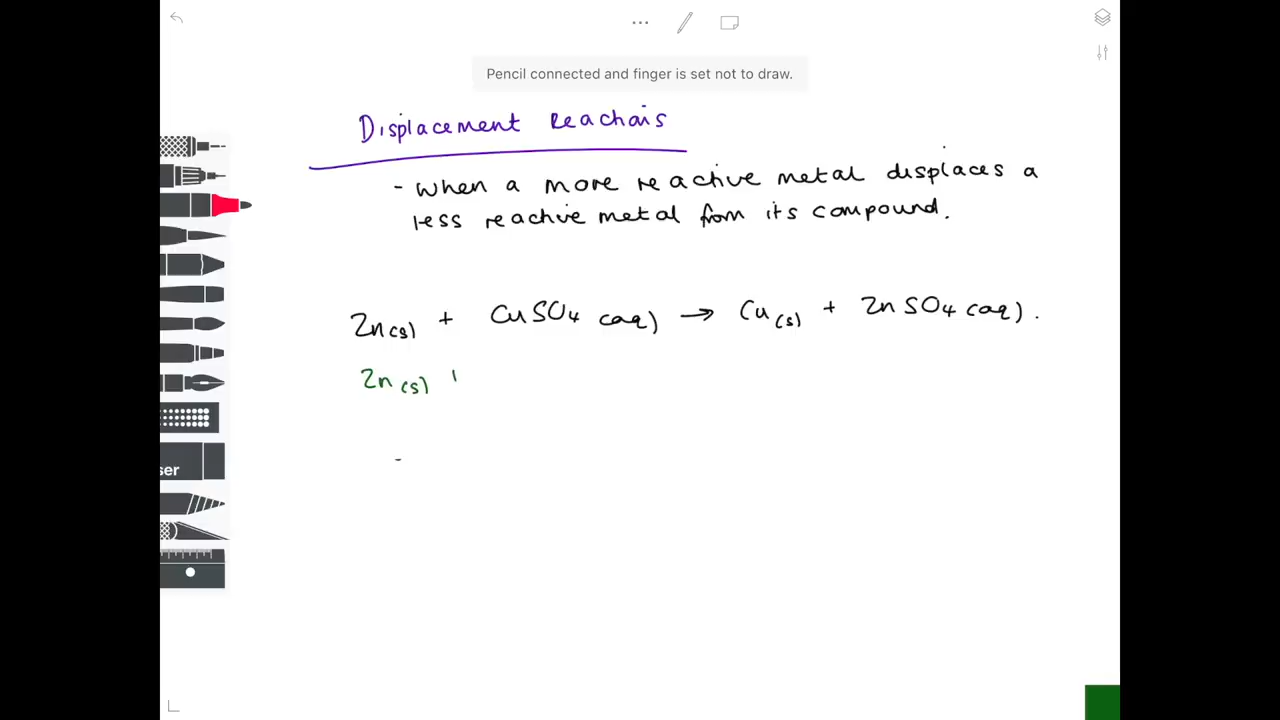 ...
Pencil connected and finger is set not to draw.
Displacement Reactions
- When a more reactive metal displaces a
less reactive metal from its compound.
Zn(s) + CuSO4 (aq) → Cu(s) + ZnSO4 (aq).
Zn(s)
ser